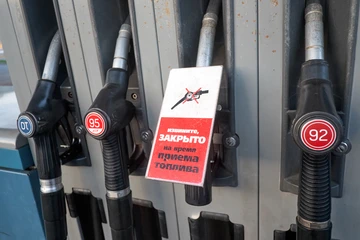 ДТ
95
ИЗВИНИТЕ,
ЗАКРЫТО
на время
приема
топлива
92